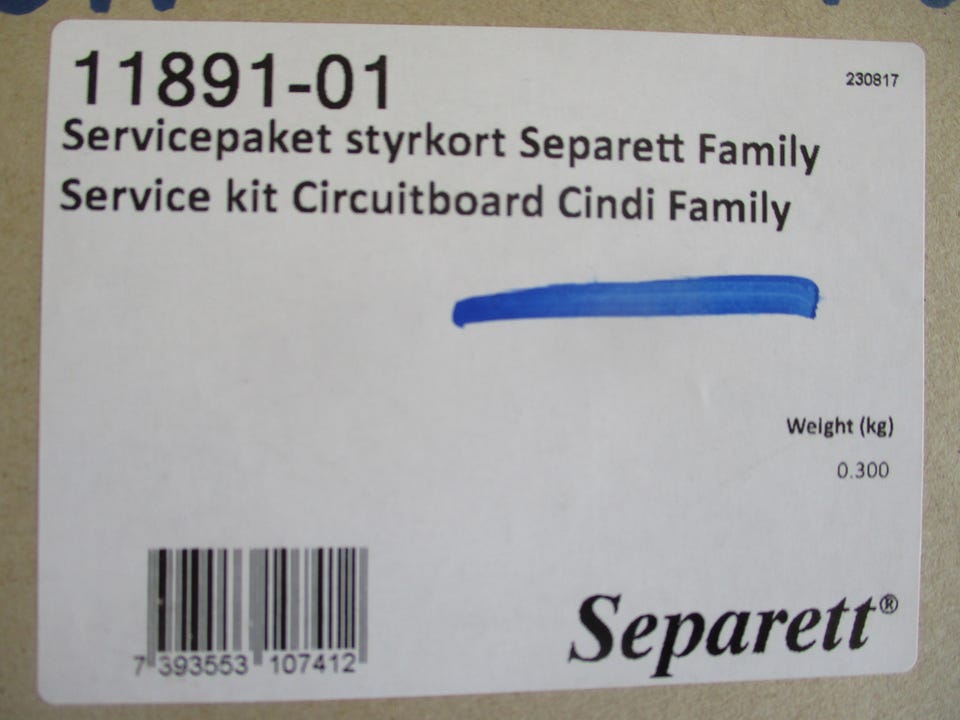 11891-01
230817
Servicepaket styrkort Separett Family
Service kit Circuitboard Cindi Family
Weight (kg)
0.300
Separett®
7 393553 107412